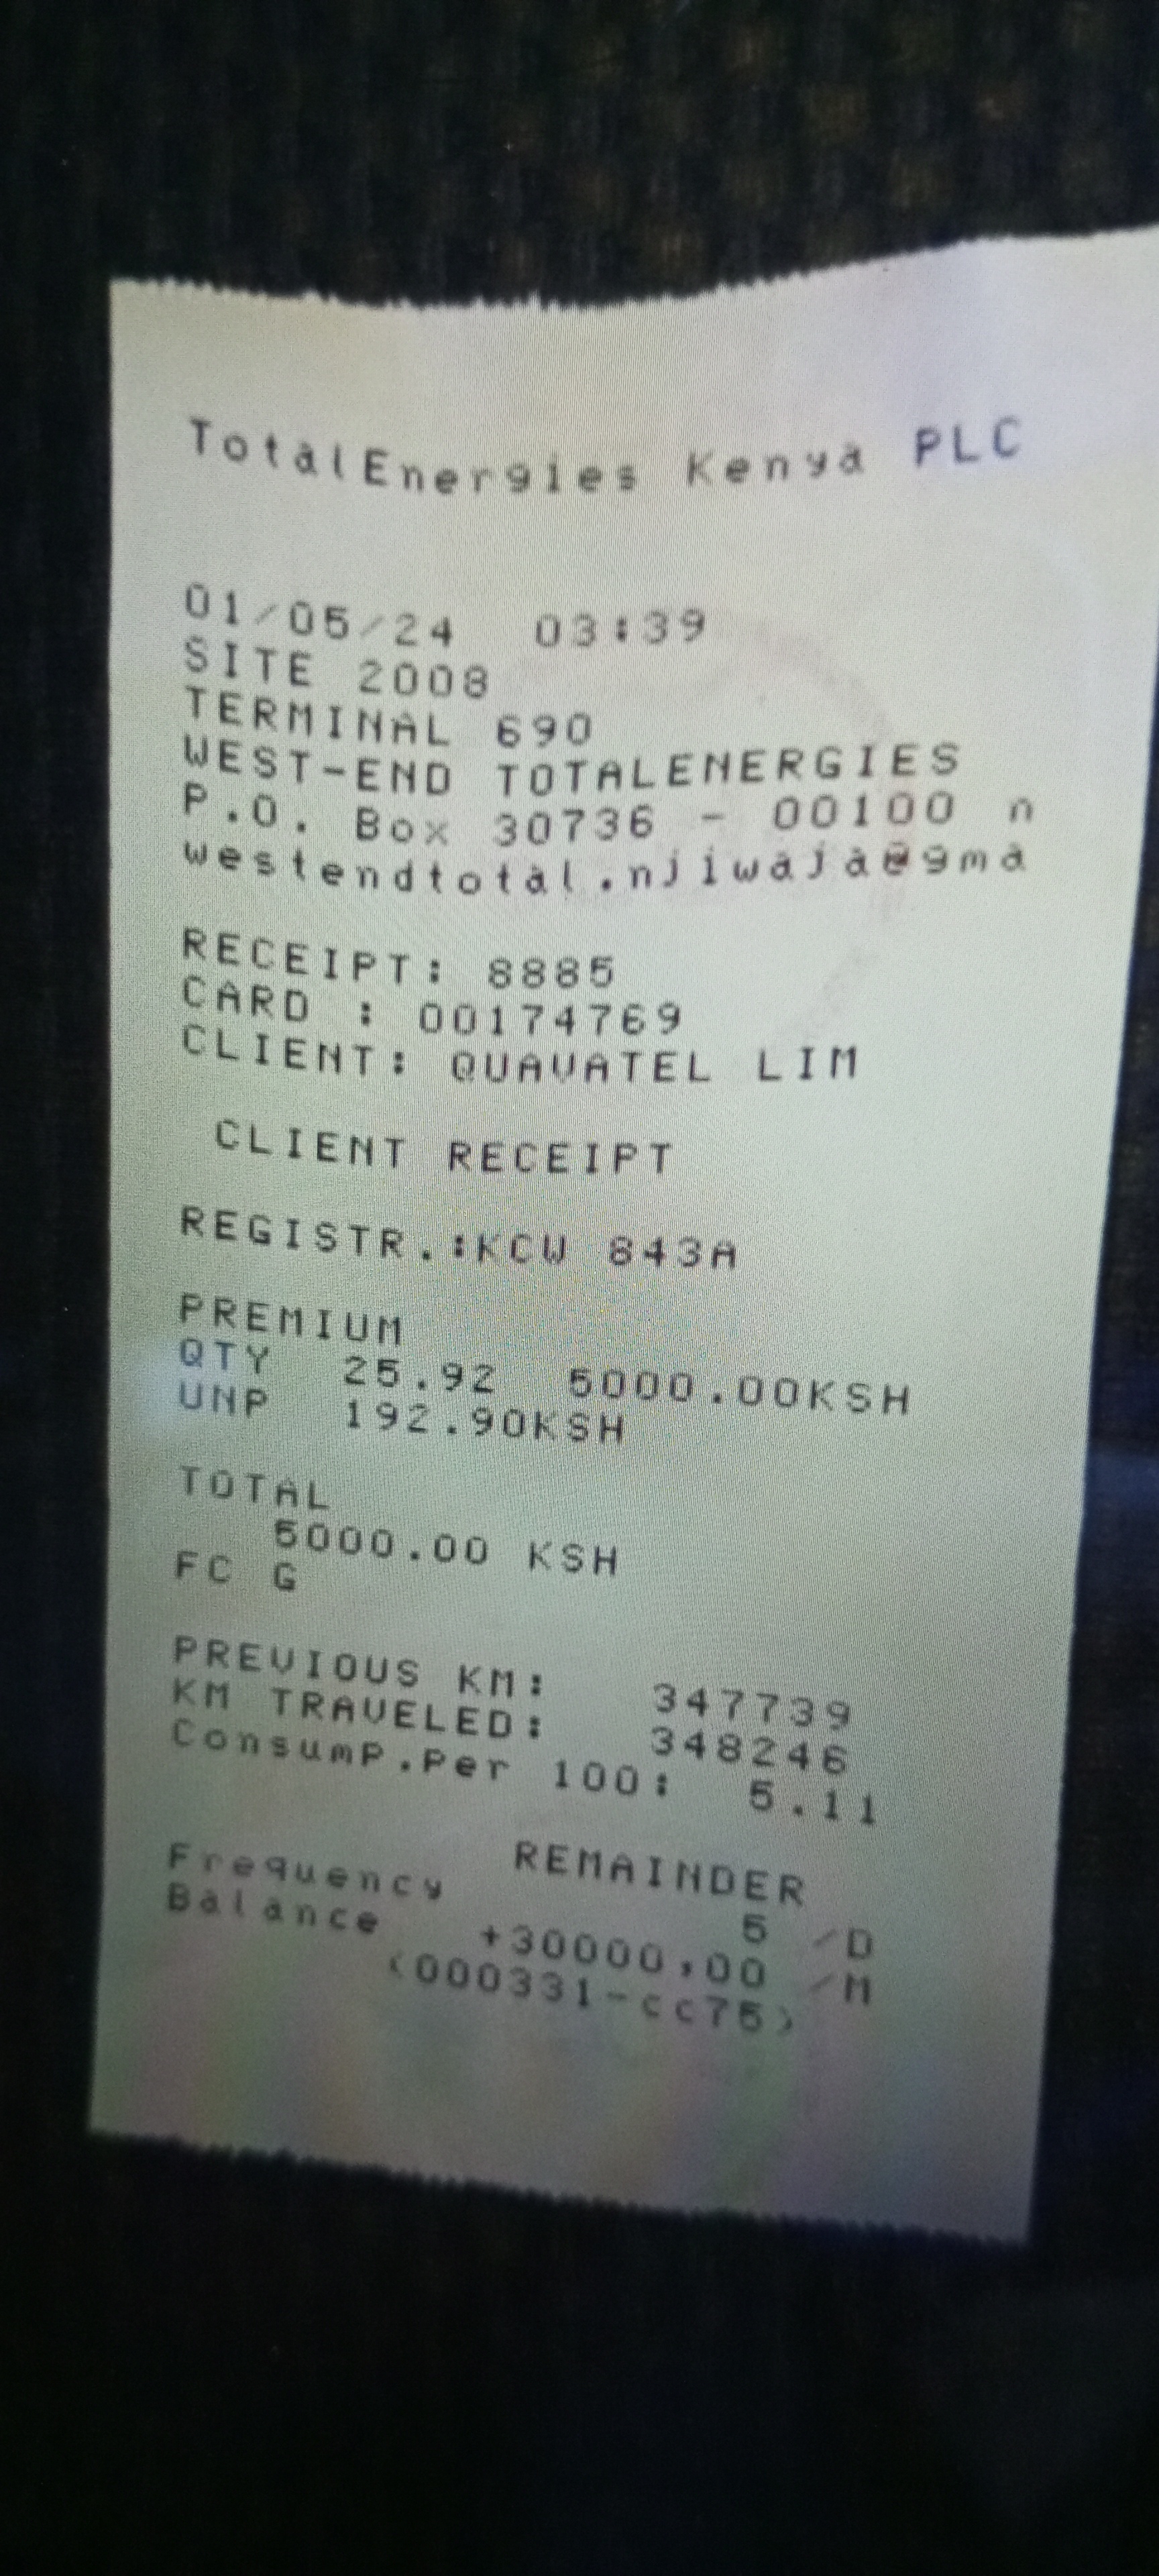 TotalEnergies Kenya PLC
01/05/24 03:39
SITE 2008
TERMINAL 690
WEST-END TOTALENERGIES
P.O. Box 30736 - 00100 n
westendtotal.njiwaja@gma
RECEIPT: 8885
CARD : 00174769
CLIENT: QUAVATEL LIM
CLIENT RECEIPT
REGISTR.:KCW 843A
PREMIUM
QTY 25.92 5000.00KSH
UNP 192.90KSH
TOTAL
5000.00 KSH
FC G
PREVIOUS KM: 347739
KM TRAVELED: 348246
Consump.Per 100: 5.11
REMAINDER
Frequency 5 /D
Balance +30000,00 /M
<000331-cc75>